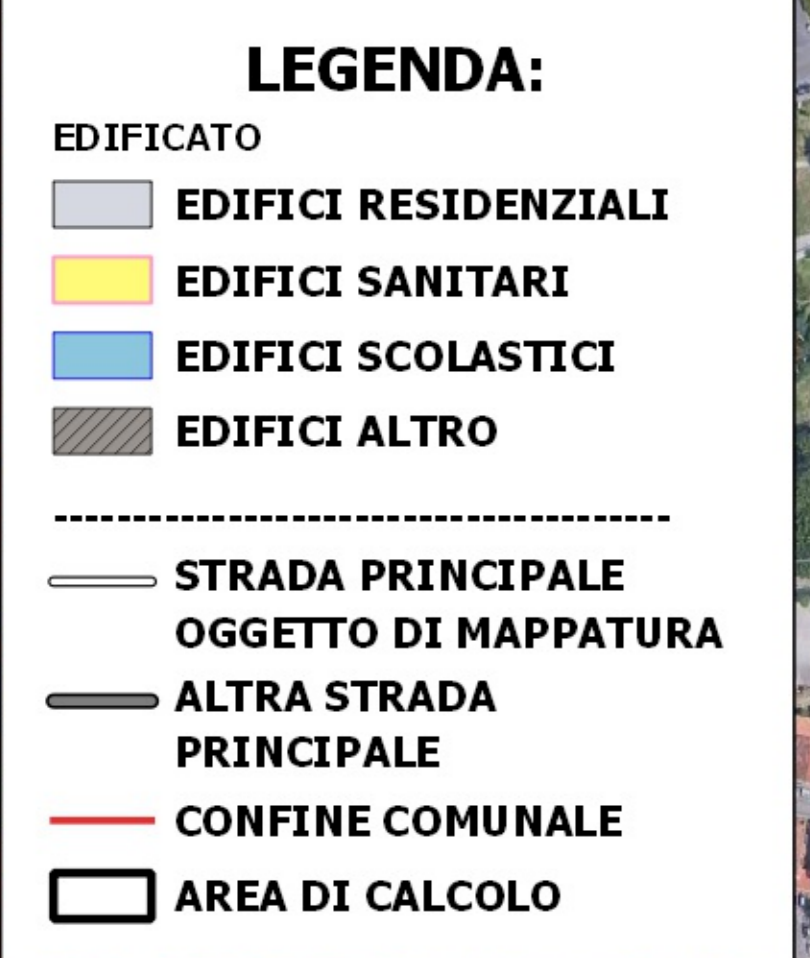 LEGENDA:
EDIFICATO
EDIFICI RESIDENZIALI
EDIFICI SANITARI
EDIFICI SCOLASTICI
EDIFICI ALTRO
---------------------------------------
STRADA PRINCIPALE
OGGETTO DI MAPPATURA
ALTRA STRADA
PRINCIPALE
CONFINE COMUNALE
AREA DI CALCOLO